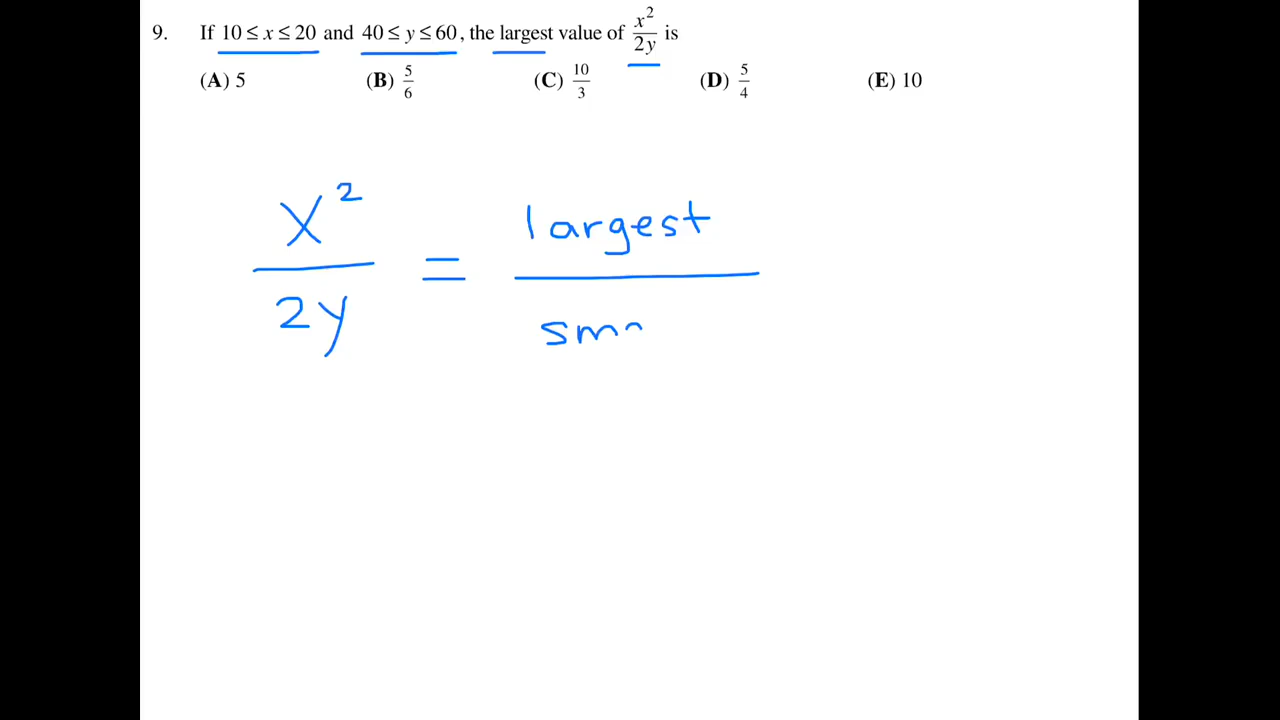 9. If 10 ≤ x ≤ 20 and 40 ≤ y ≤ 60, the largest value of x²/2y is
(A) 5 (B) 5/6 (C) 10/3 (D) 5/4 (E) 10
x²/2y = largest